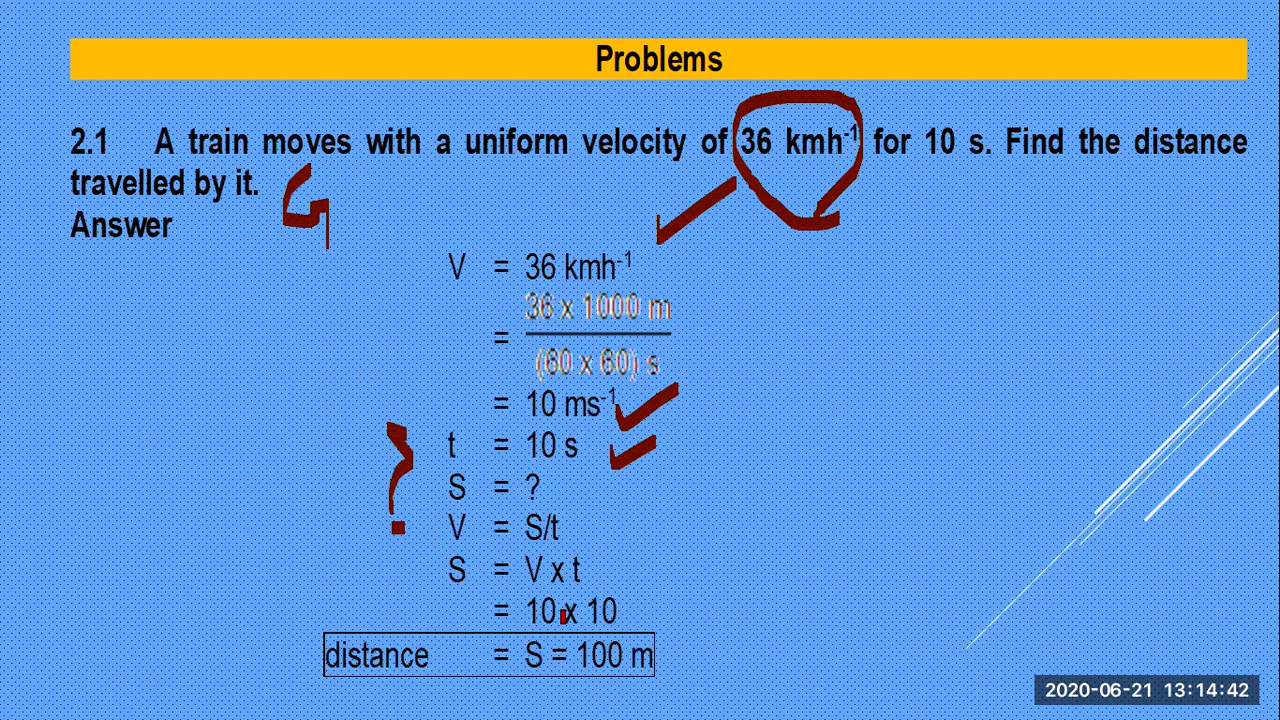 Problems
2.1 A train moves with a uniform velocity of 36 kmh-1 for 10 s. Find the distance
travelled by it.
Answer
V = 36 kmh-1
= 36 x 1000 m
(60 x 60) s
= 10 ms-1
t = 10 s
S = ?
V = S/t
S = V x t
= 10 x 10
distance = S = 100 m
?
2020-06-21 13:14:42